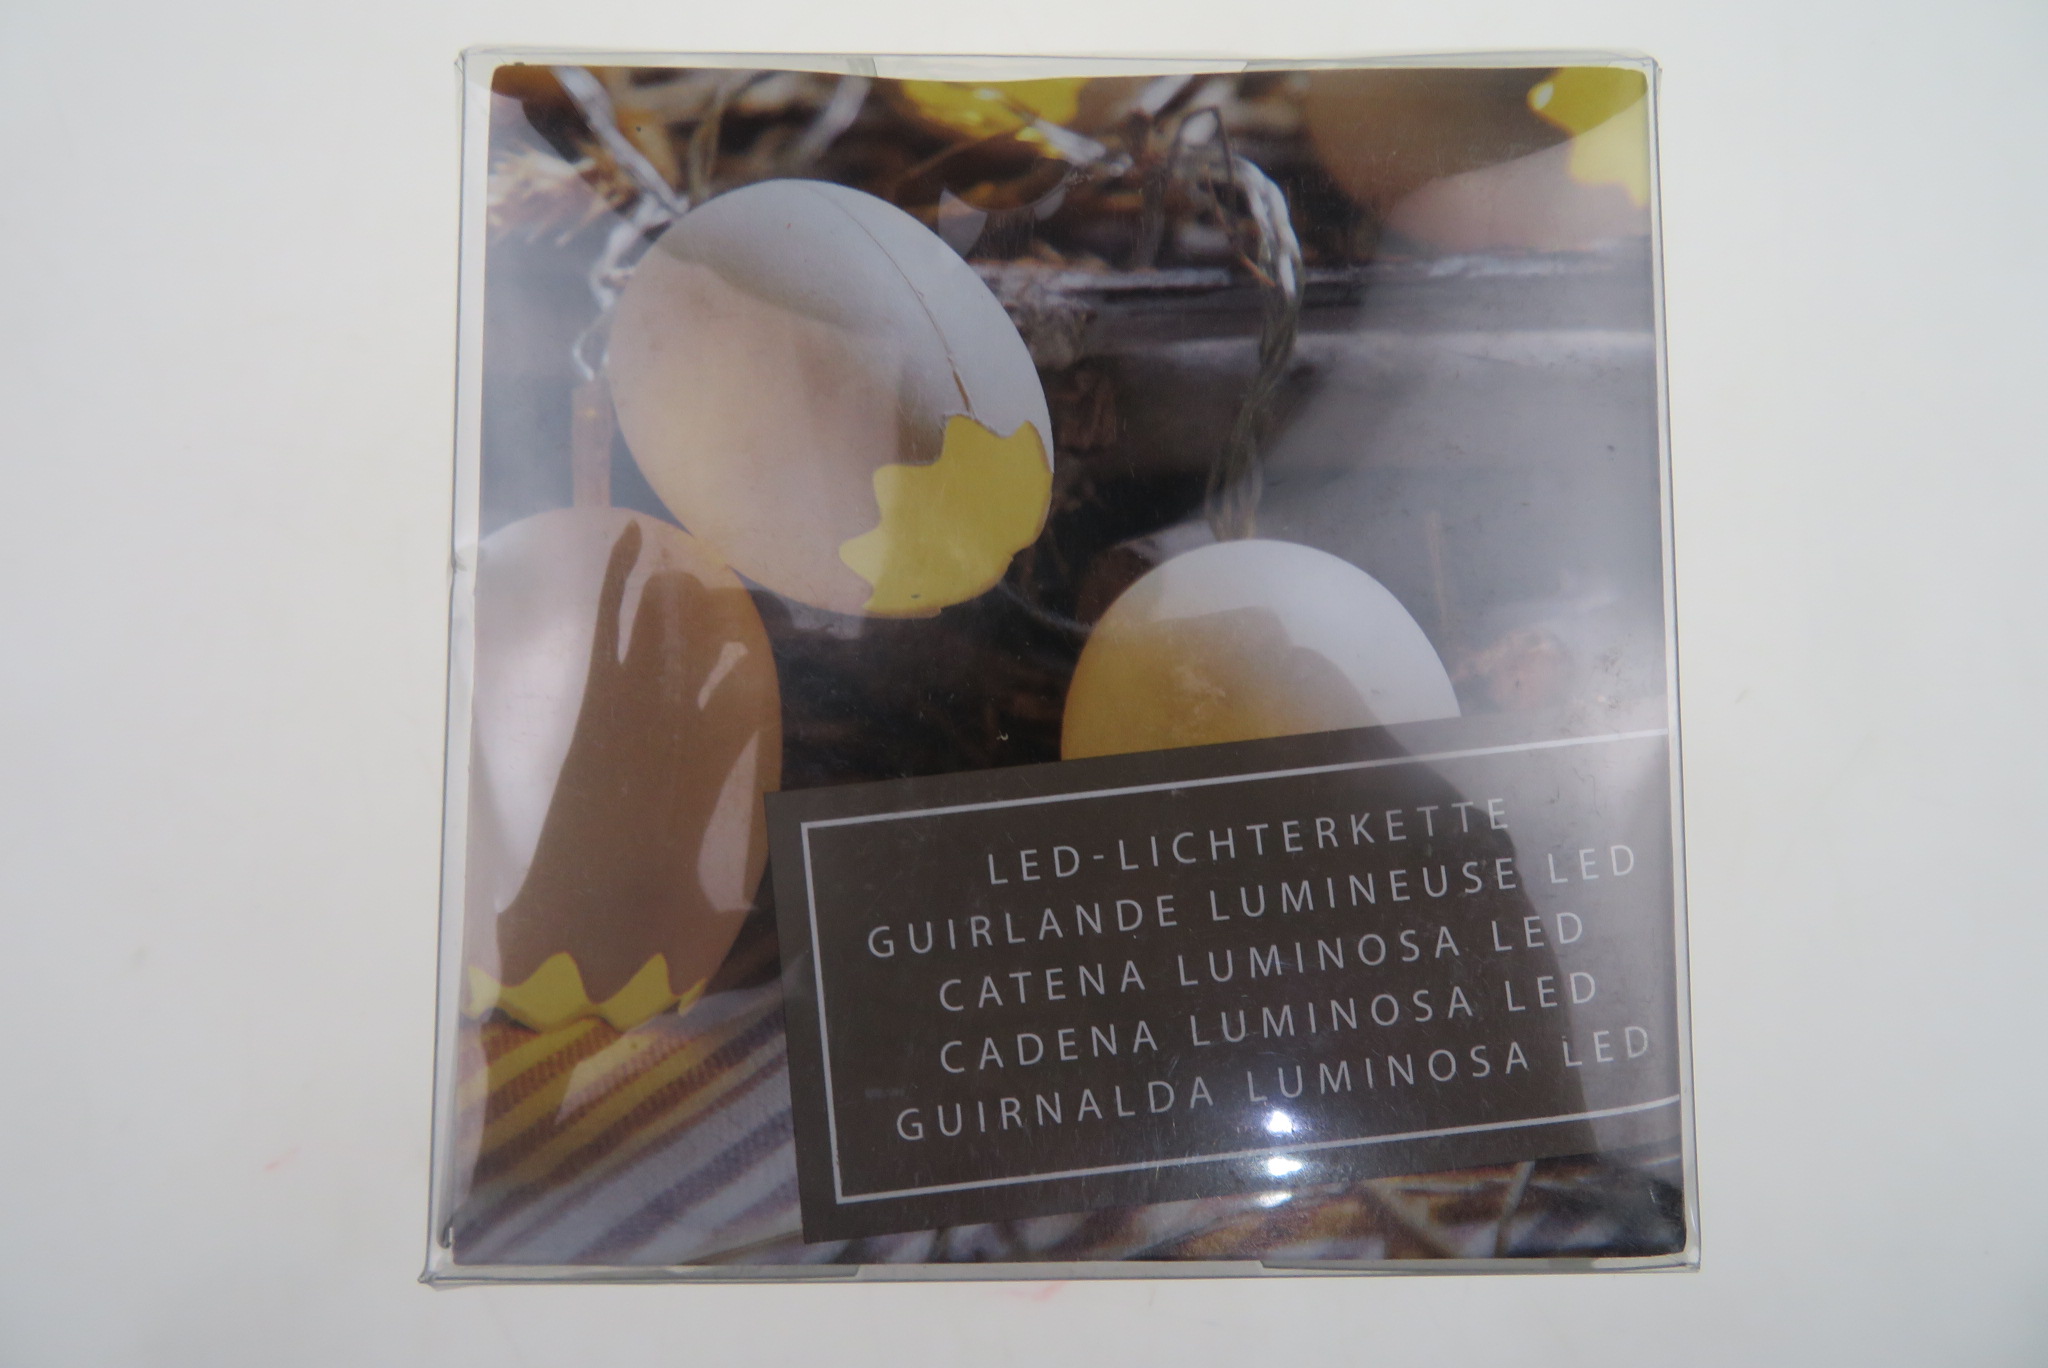 LED-LICHTERKETTE
GUIRLANDE LUMINEUSE LED
CATENA LUMINOSA LED
CADENA LUMINOSA LED
GUIRNALDA LUMINOSA LED